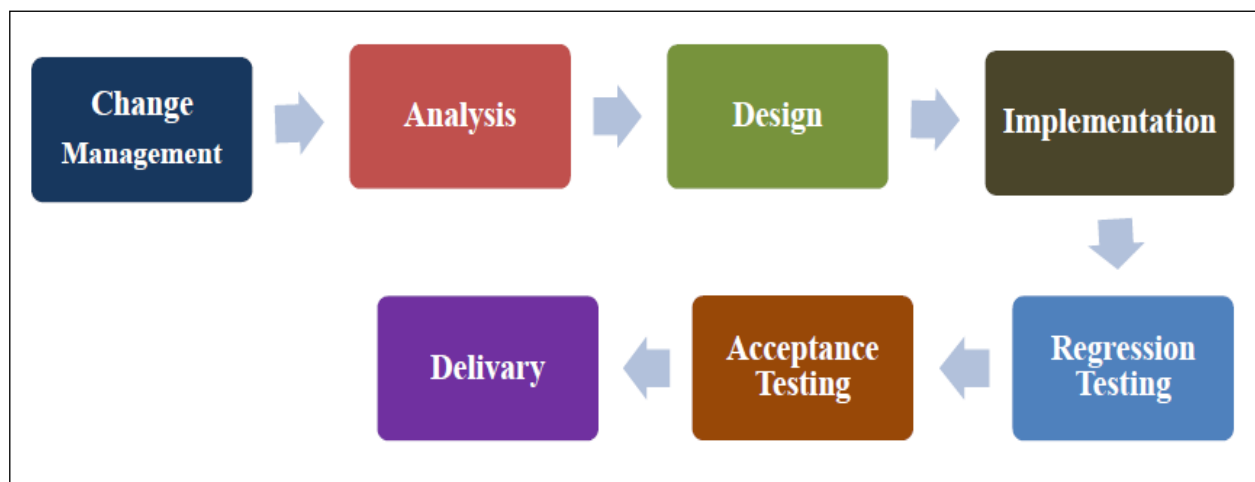 Change
Management
Analysis
Design
Implementation
Regression
Testing
Acceptance
Testing
Delivary